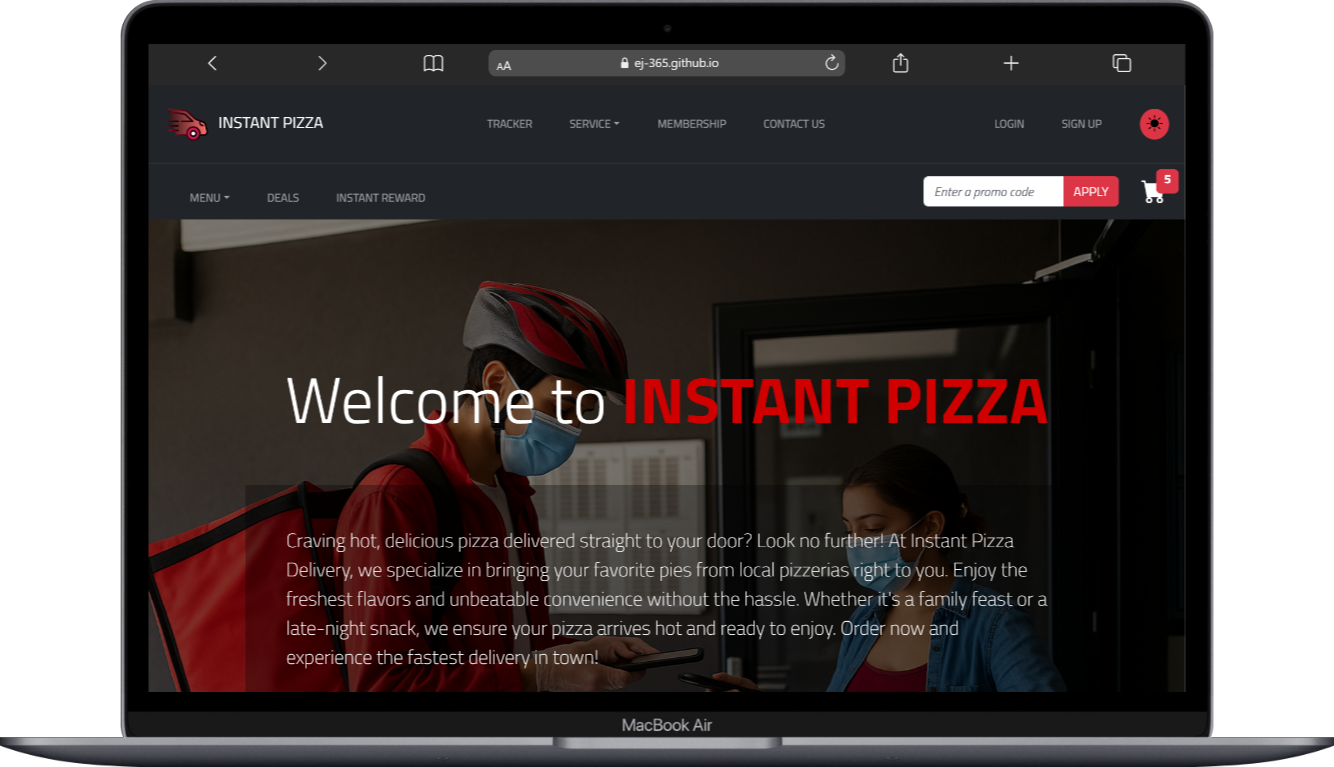 AA
ej-365.github.io
INSTANT PIZZA
TRACKER
SERVICE
MEMBERSHIP
CONTACT US
LOGIN
SIGN UP
MENU
DEALS
INSTANT REWARD
Enter a promo code
APPLY
5
Welcome to INSTANT PIZZA
Craving hot, delicious pizza delivered straight to your door? Look no further! At Instant Pizza
Delivery, we specialize in bringing your favorite pies from local pizzerias right to you. Enjoy the
freshest flavors and unbeatable convenience without the hassle. Whether it's a family feast or a
late-night snack, we ensure your pizza arrives hot and ready to enjoy. Order now and
experience the fastest delivery in town!
MacBook Air